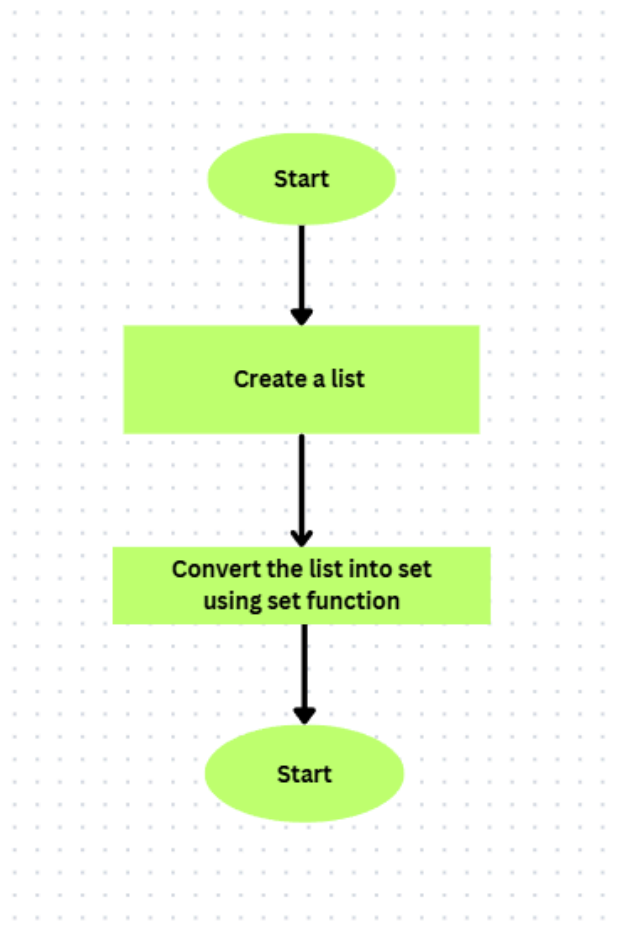 Start
Create a list
Convert the list into set
using set function
Start